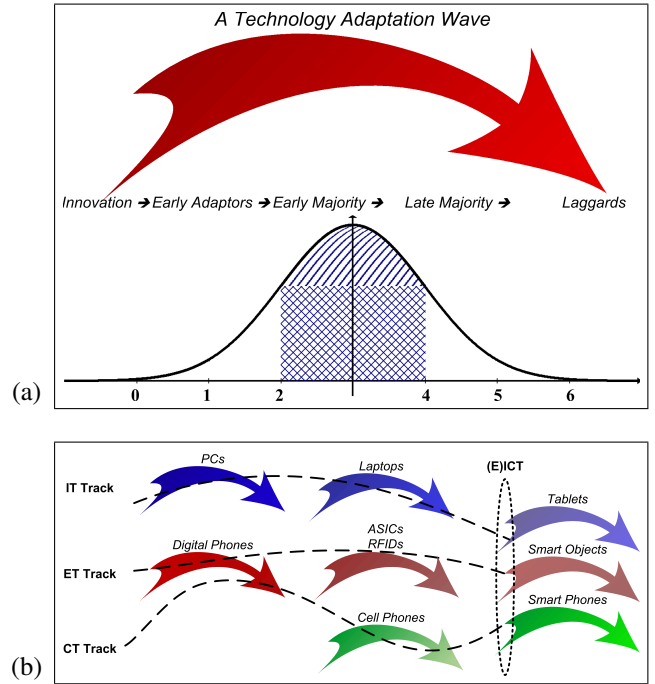 A Technology Adaptation Wave
Innovation ➔ Early Adaptors ➔ Early Majority ➔ Late Majority ➔ Laggards
0 1 2 4 5 6
(a)
PCs
Laptops
(E)ICT
IT Track
Tablets
Digital Phones
ASICs
RFIDs
Smart Objects
ET Track
Cell Phones
Smart Phones
CT Track
(b)